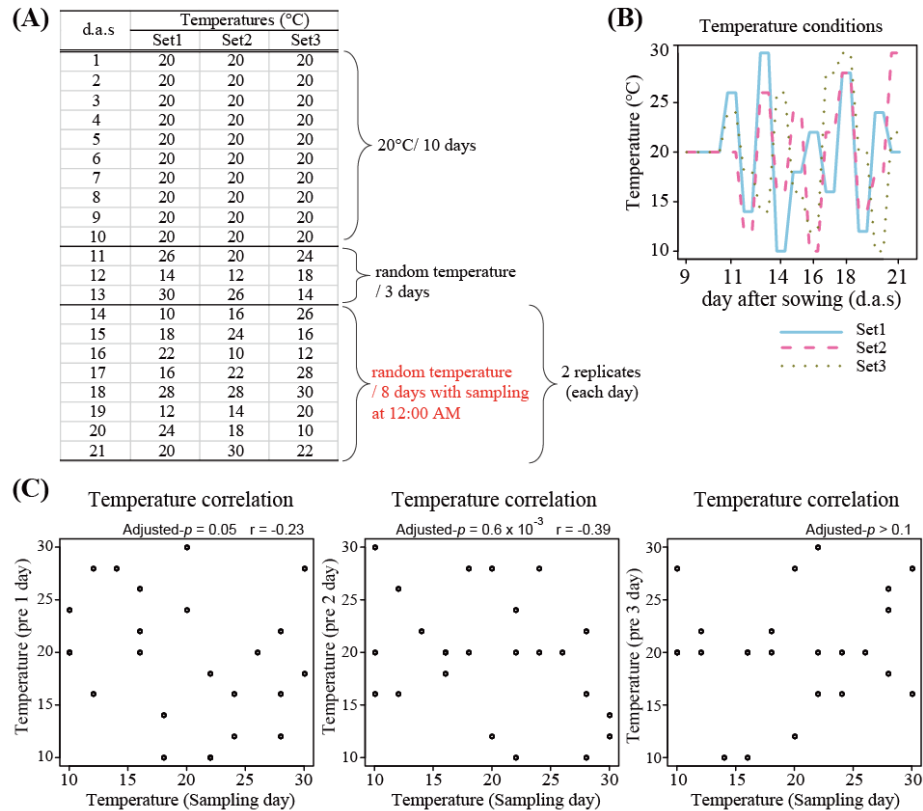 (A)
d.a.s Temperatures (°C)
Set1 Set2 Set3
1 20 20 20
2 20 20 20
3 20 20 20
4 20 20 20
5 20 20 20
6 20 20 20
7 20 20 20
8 20 20 20
9 20 20 20
10 20 20 20
11 26 20 24
12 14 12 18
13 30 26 14
14 10 16 26
15 18 24 16
16 22 10 12
17 16 22 28
18 28 28 30
19 12 14 20
20 24 18 10
21 20 30 22
20°C/ 10 days
random temperature
/ 3 days
random temperature
/ 8 days with sampling
at 12:00 AM
2 replicates
(each day)
(B)
Temperature conditions
Temperature (°C)
30
20
10
9 11 14 16 18 21
day after sowing (d.a.s)
Set1
Set2
Set3
(C)
Temperature correlation
Adjusted-p = 0.05 r = -0.23
Temperature (pre 1 day)
30
25
20
15
10
10 15 20 25 30
Temperature (Sampling day)
Temperature correlation
Adjusted-p = 0.6 x 10⁻³ r = -0.39
Temperature (pre 2 day)
30
25
20
15
10
10 15 20 25 30
Temperature (Sampling day)
Temperature correlation
Adjusted-p > 0.1
Temperature (pre 3 day)
30
25
20
15
10
10 15 20 25 30
Temperature (Sampling day)